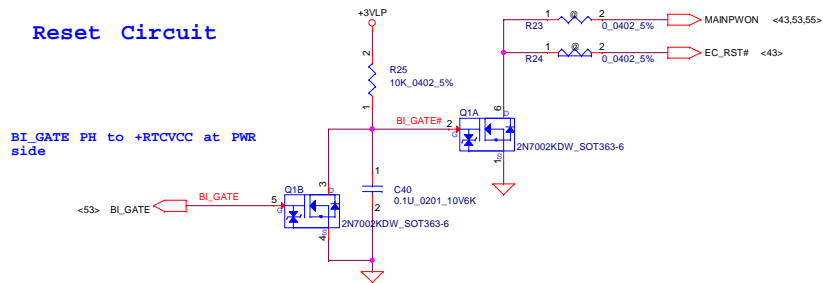 Reset Circuit
+3VLP
1 @ 2
R23 0_0402_5%
MAINPWON <43,53,55>
1 @ 2
R24 0_0402_5%
EC_RST# <43>
2
R25
10K_0402_5%
1
BI_GATE PH to +RTCVCC at PWR
side
BI_GATE#
2
Q1A
6
D
G
S
1
2N7002KDW_SOT363-6
<53> BI_GATE
BI_GATE
5
Q1B
3
D
G
S
4
2N7002KDW_SOT363-6
1
C40
0.1U_0201_10V6K
2